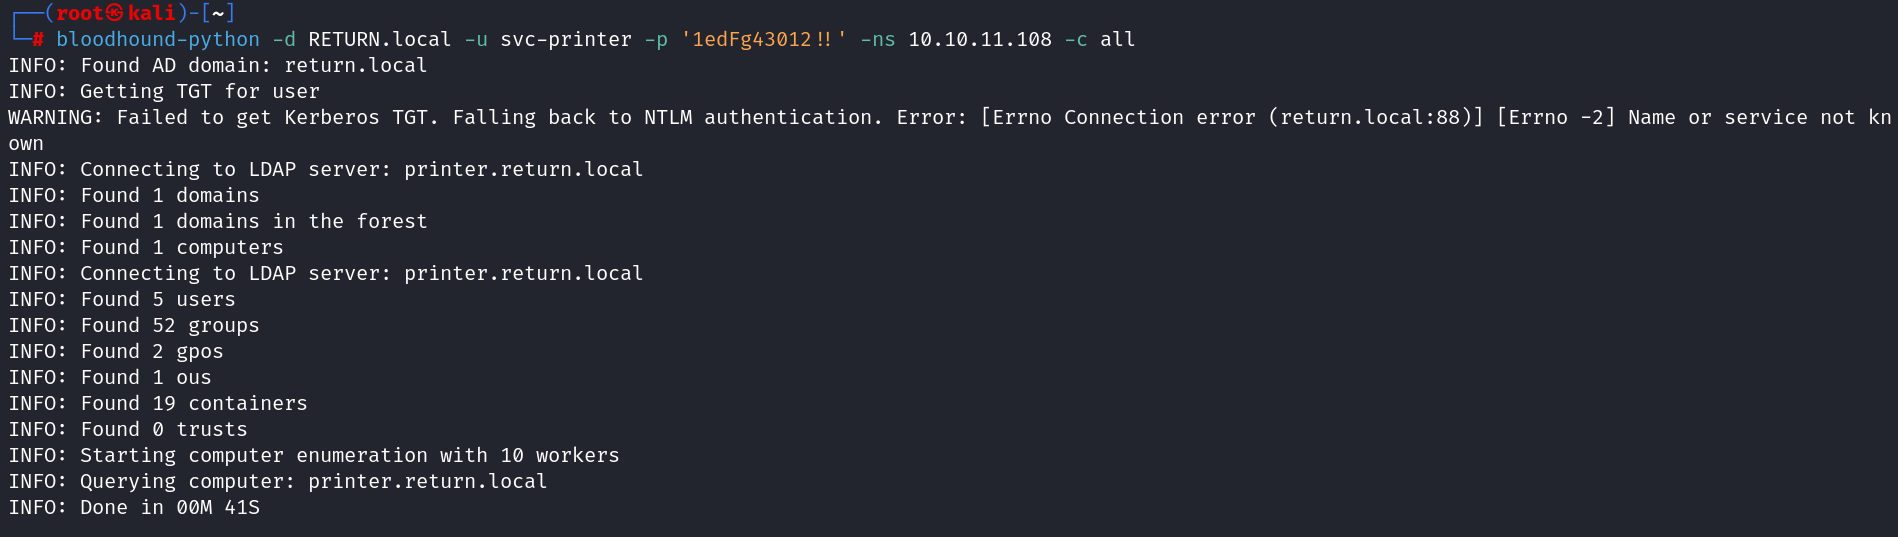 ┌──(root㉿kali)-[~]
└─# bloodhound-python -d RETURN.local -u svc-printer -p '1edFg43012!!' -ns 10.10.11.108 -c all
INFO: Found AD domain: return.local
INFO: Getting TGT for user
WARNING: Failed to get Kerberos TGT. Falling back to NTLM authentication. Error: [Errno Connection error (return.local:88)] [Errno -2] Name or service not kn
own
INFO: Connecting to LDAP server: printer.return.local
INFO: Found 1 domains
INFO: Found 1 domains in the forest
INFO: Found 1 computers
INFO: Connecting to LDAP server: printer.return.local
INFO: Found 5 users
INFO: Found 52 groups
INFO: Found 2 gpos
INFO: Found 1 ous
INFO: Found 19 containers
INFO: Found 0 trusts
INFO: Starting computer enumeration with 10 workers
INFO: Querying computer: printer.return.local
INFO: Done in 00M 41S